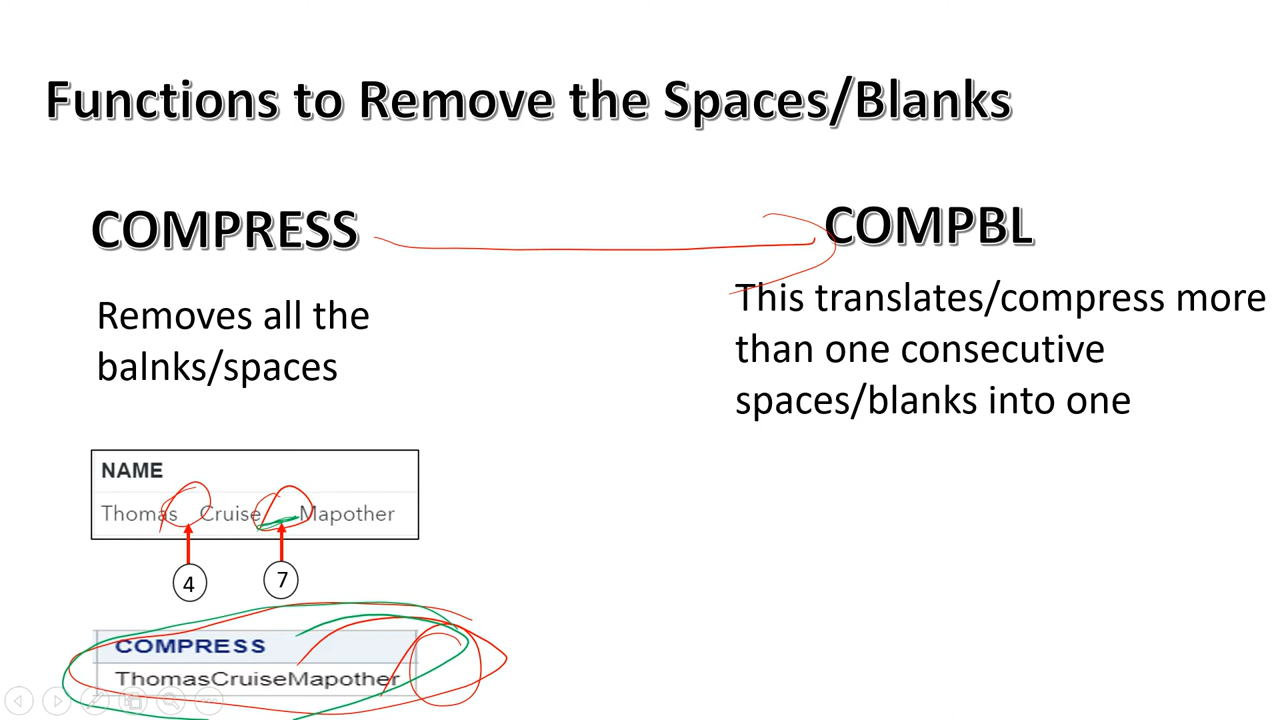 Functions to Remove the Spaces/Blanks
COMPRESS
Removes all the
balnks/spaces
NAME
Thomas Cruise Mapother
4
7
COMPRESS
ThomasCruiseMapother
COMPBL
This translates/compress more
than one consecutive
spaces/blanks into one